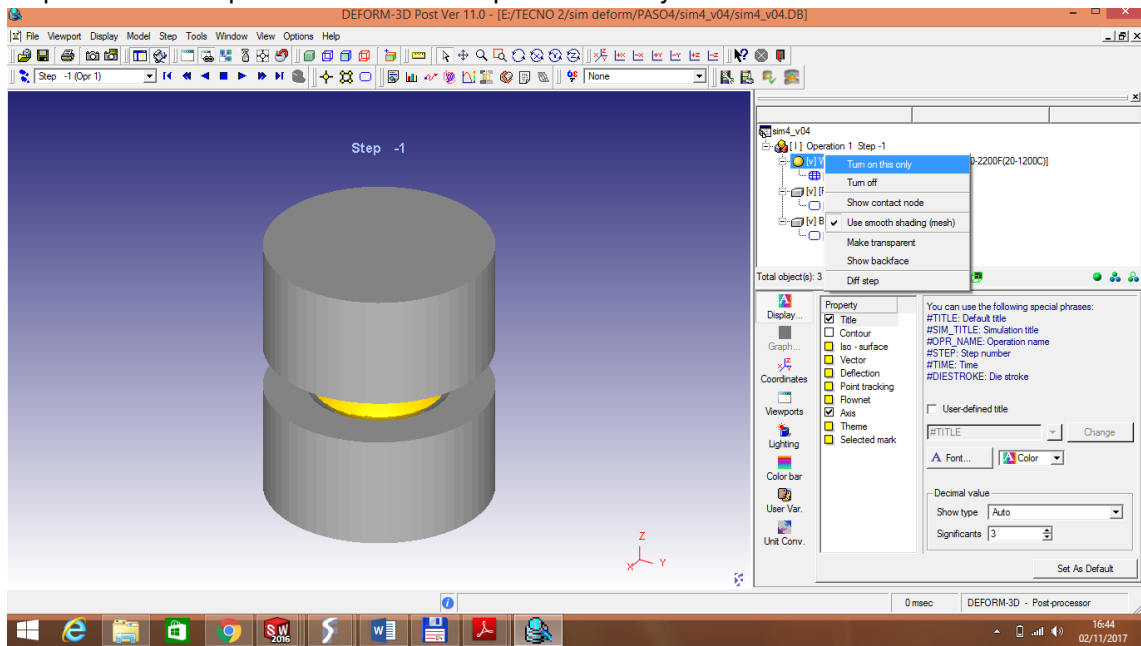 DEFORM-3D Post Ver 11.0 - [E:/TECNO 2/sim deform/PASO4/sim4_v04/sim4_v04.DB]
File Viewport Display Model Step Tools Window View Options Help
Step -1 (Opr 1)
None
Step -1
Z
X
Y
sim4_v04
[1] Operation 1 Step -1
[v]
0-2200F(20-1200C)]
[v]
[v] B
Turn on this only
Turn off
Show contact node
Use smooth shading (mesh)
Make transparent
Show backface
Diff step
Total object(s): 3
Display...
Graph...
Coordinates
Viewports
Lighting
Color bar
User Var.
Unit Conv.
Property
Title
Contour
Iso - surface
Vector
Deflection
Point tracking
Flownet
Axis
Theme
Selected mark
You can use the following special phrases:
#TITLE: Default title
#SIM_TITLE: Simulation title
#OPR_NAME: Operation name
#STEP: Step number
#TIME: Time
#DIESTROKE: Die stroke
User-defined title
#TITLE
Change
A Font...
A Color
Decimal value
Show type Auto
Significants 3
Set As Default
0 msec DEFORM-3D - Post-processor
SW
2016
16:44
02/11/2017